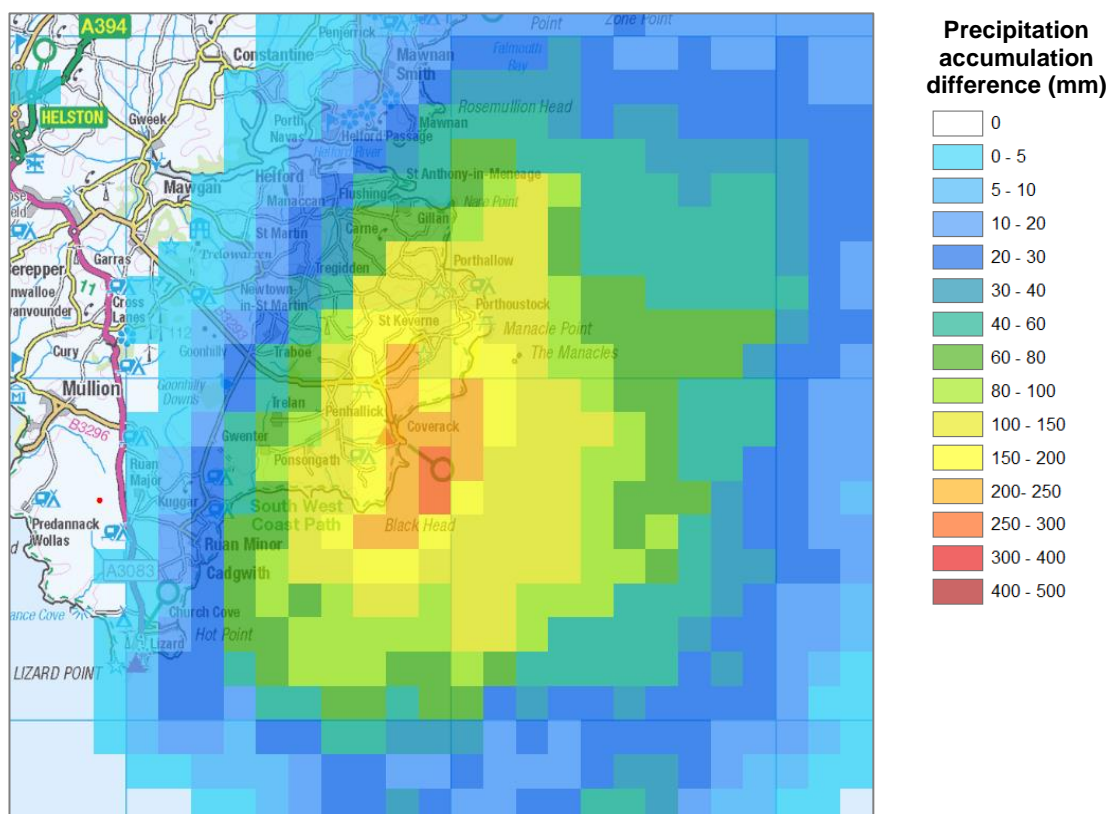 A394
Penjerrick
Point
Zone Point
Constantine
Mawnan
Smith
Falmouth
Bay
Rosemullion Head
HELSTON
Gweek
Porth
Navas
Mawnan
Helford Passage
Helford River
Mawgan
Helford
St Anthony-in-Meneage
Manaccan
Flushing
Nare Point
Gillan
St Martin
Carne
Garras
Trelowarren
Tregidden
Porthallow
Cross
Lanes
Newtown-
in-St Martin
Porthoustock
11
112
St Keverne
Manacle Point
B3293
Cury
Goonhilly
Traboe
The Manacles
Mullion
Goonhilly
Downs
Trelan
Penhallick
B3296
Gwenter
Coverack
Ruan
Major
Ponsongath
Kuggar
South West
Coast Path
Black Head
Predannack
Wollas
Ruan Minor
A3083
Cadgwith
Church Cove
Lizard
Hot Point
LIZARD POINT
Precipitation
accumulation
difference (mm)
0
0 - 5
5 - 10
10 - 20
20 - 30
30 - 40
40 - 60
60 - 80
80 - 100
100 - 150
150 - 200
200- 250
250 - 300
300 - 400
400 - 500